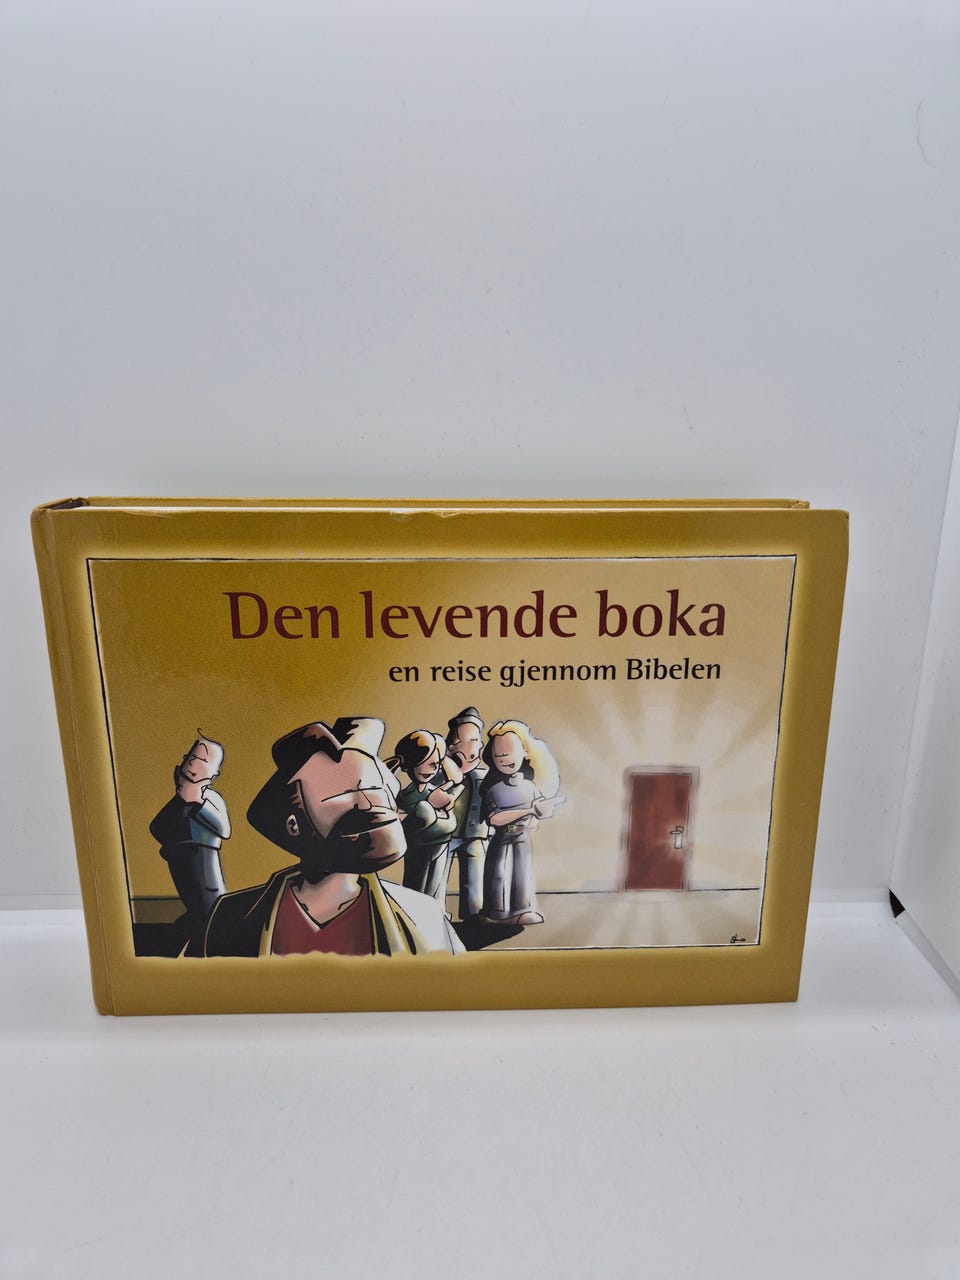 Den levende boka
en reise gjennom Bibelen